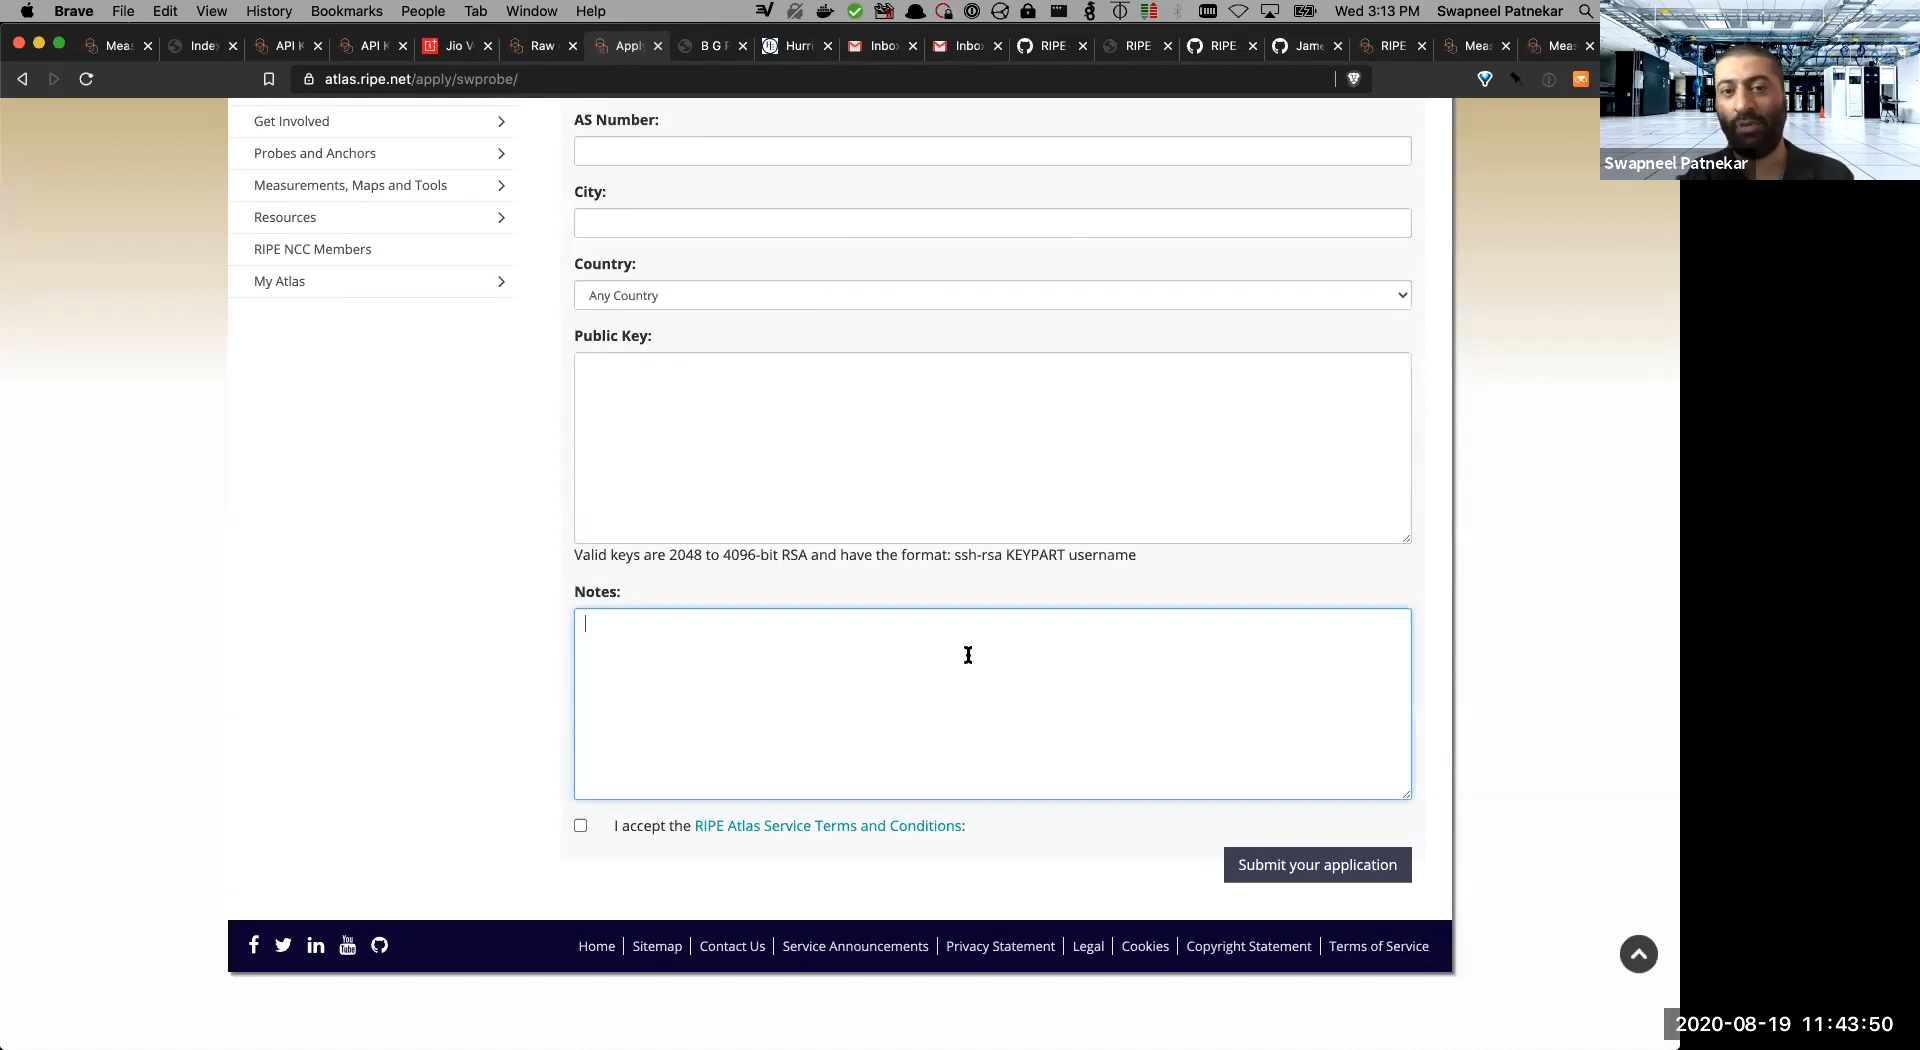 Brave File Edit View History Bookmarks People Tab Window Help Wed 3:13 PM Swapneel Patnekar
Meas Inde API K API K Jio V Raw Apply B G P Hurri Inbo Inbo RIPE RIPE RIPE Jame RIPE Meas Meas
atlas.ripe.net/apply/swprobe/
Swapneel Patnekar
Get Involved
Probes and Anchors
Measurements, Maps and Tools
Resources
RIPE NCC Members
My Atlas
AS Number:
City:
Country:
Any Country
Public Key:
Valid keys are 2048 to 4096-bit RSA and have the format: ssh-rsa KEYPART username
Notes:
I accept the RIPE Atlas Service Terms and Conditions:
Submit your application
Home Sitemap Contact Us Service Announcements Privacy Statement Legal Cookies Copyright Statement Terms of Service
2020-08-19 11:43:50